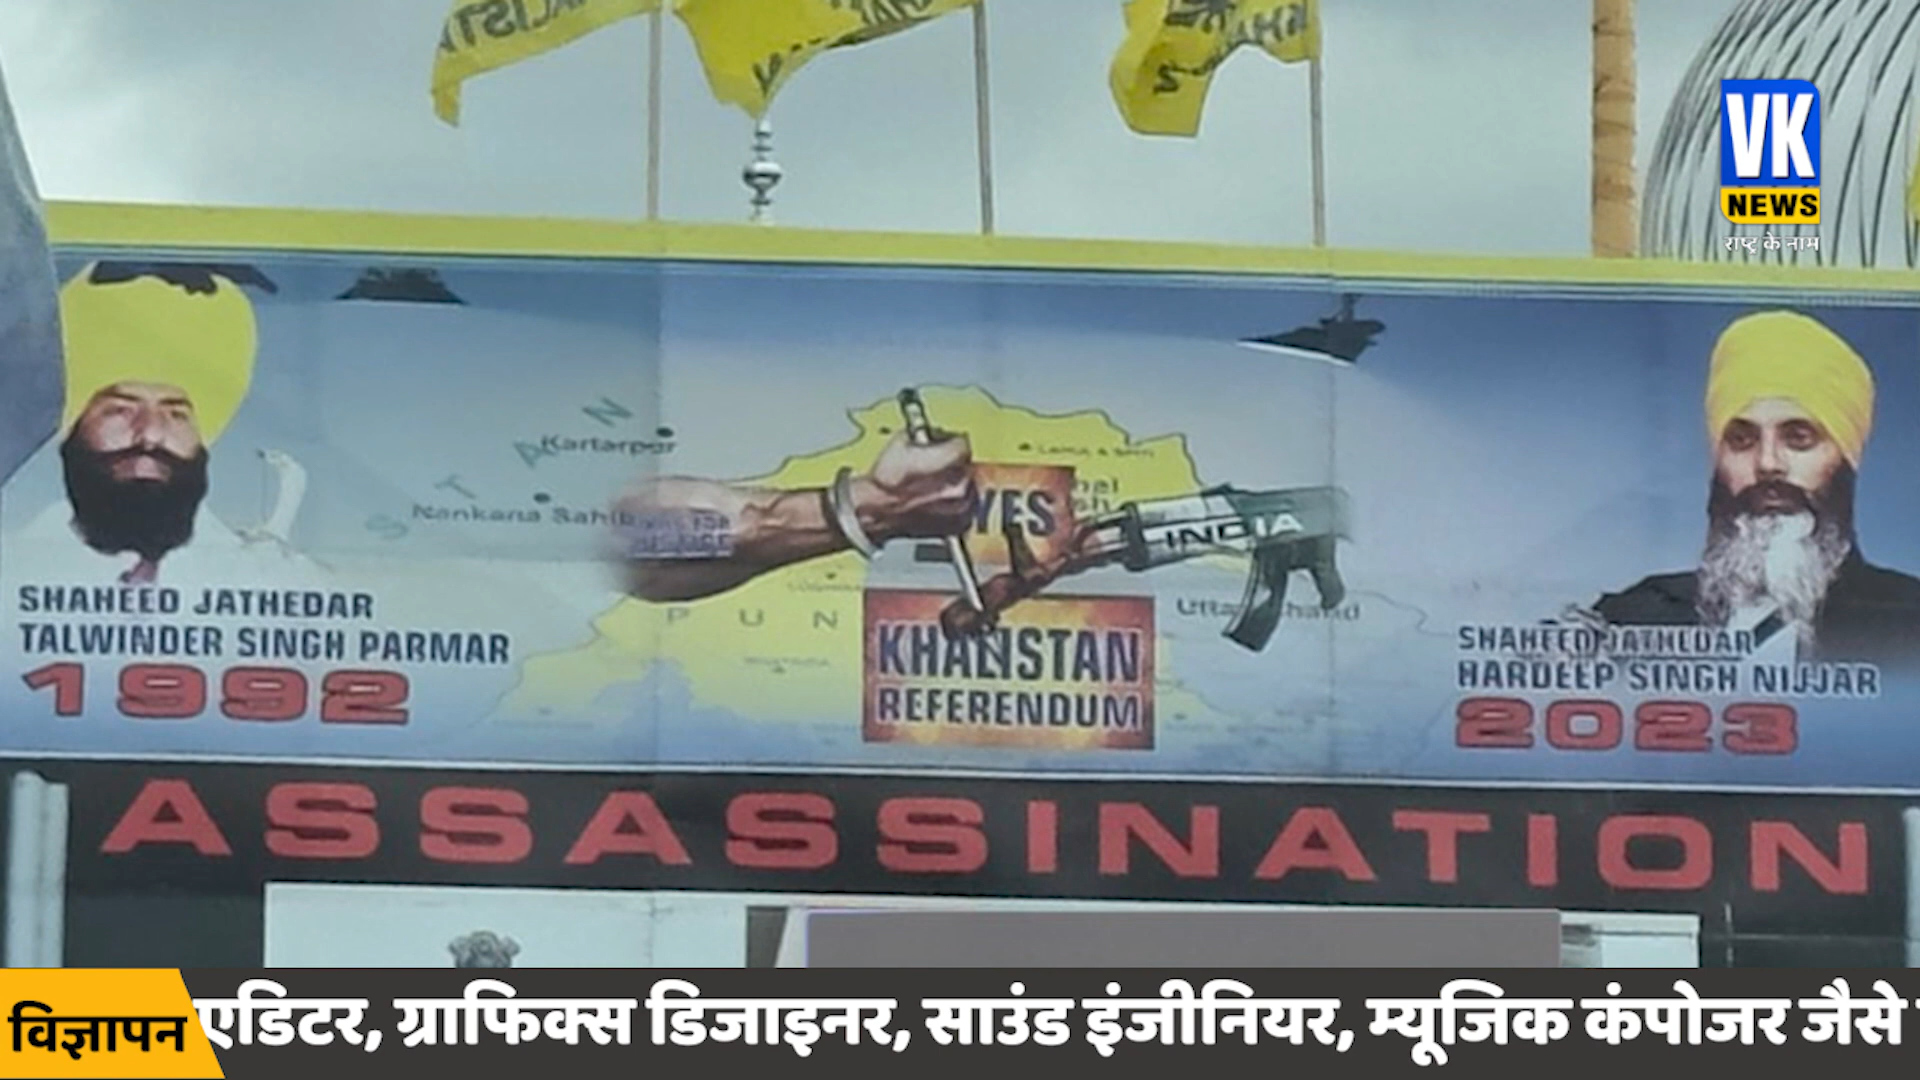 VK
NEWS
राष्ट्र के नाम
Kartarpur
Nankana Sahib
YES
INDIA
PUN
KHALISTAN
REFERENDUM
SHAHEED JATHEDAR
TALWINDER SINGH PARMAR
1992
SHAHEED JATHEDAR
HARDEEP SINGH NIJJAR
2023
ASSASSINATION
विज्ञापन
एडिटर, ग्राफिक्स डिजाइनर, साउंड इंजीनियर, म्यूजिक कंपोजर जैसे